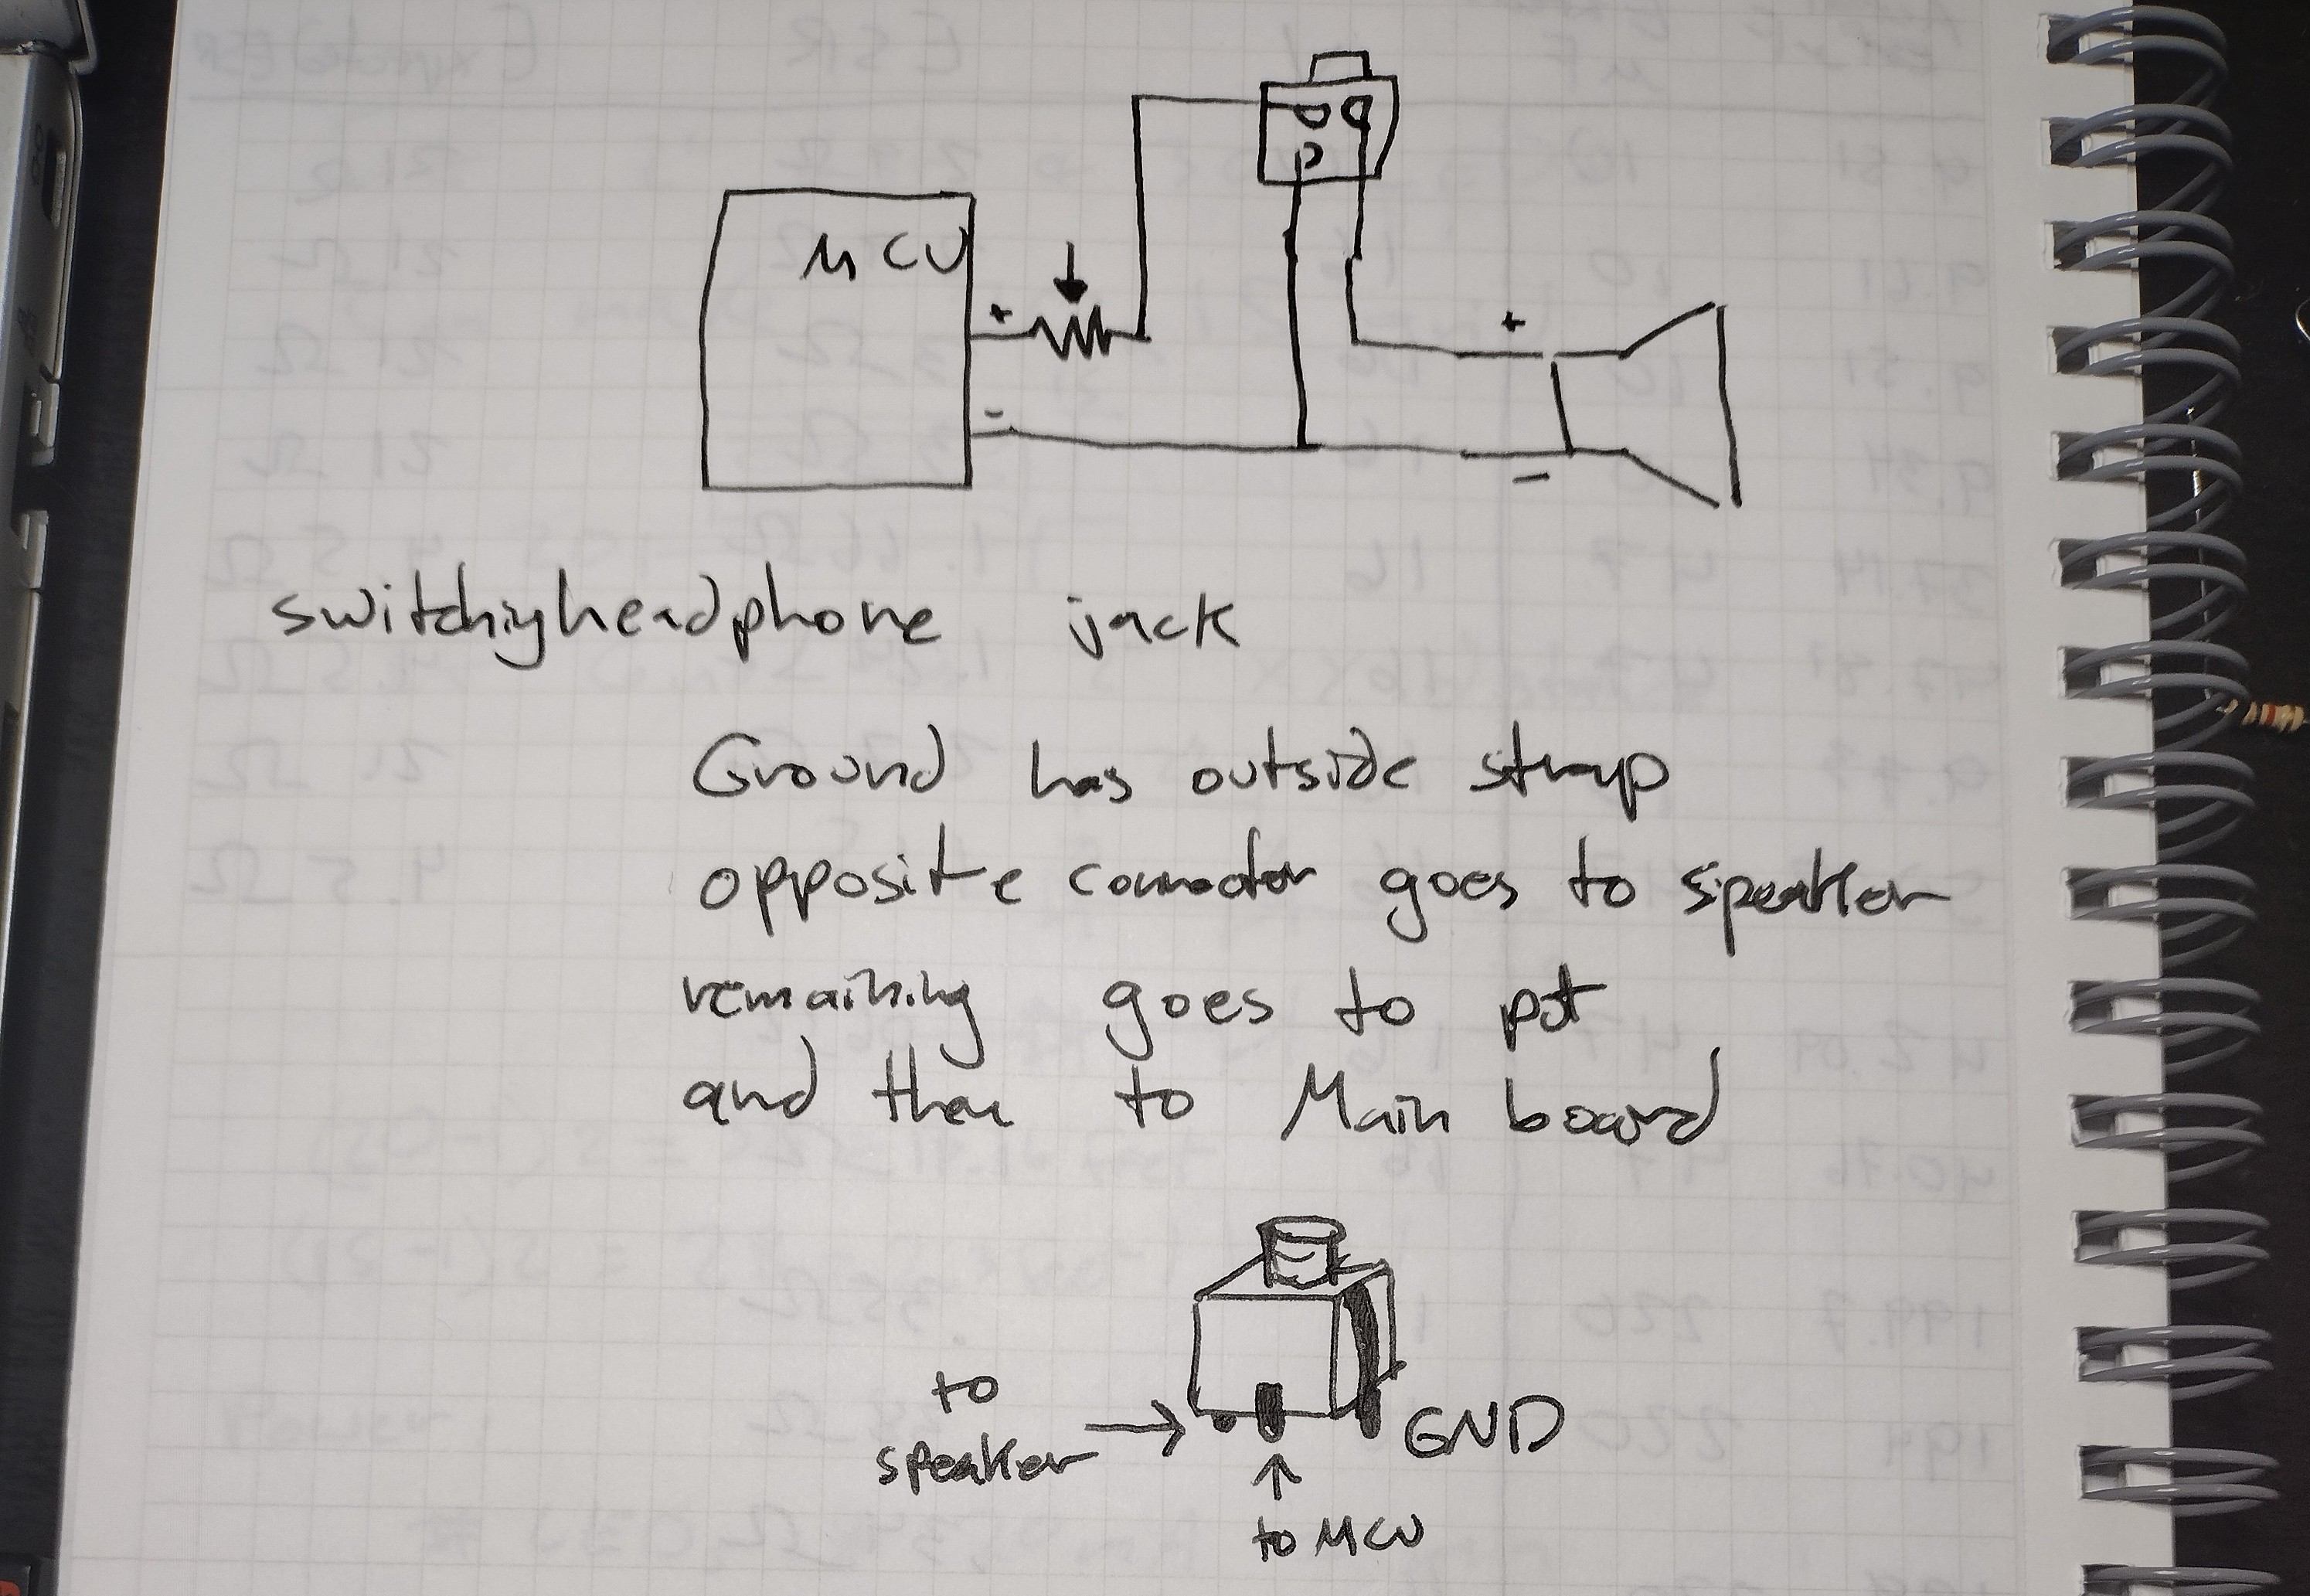 MCU
+
-
+
-
switchingheadphone jack
Ground has outside strap
opposite connector goes to speaker
remaining goes to pot
and then to Main board
to
speaker
GND
to MCU